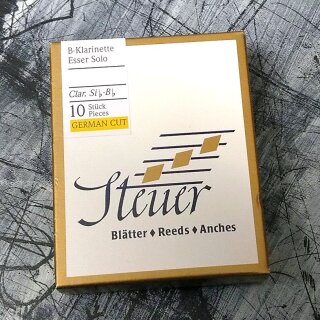 B-Klarinette
Esser Solo
Clar. Si♭-B♭
10 Stück
Pieces
GERMAN CUT
Steuer
Blätter ♦ Reeds ♦ Anches